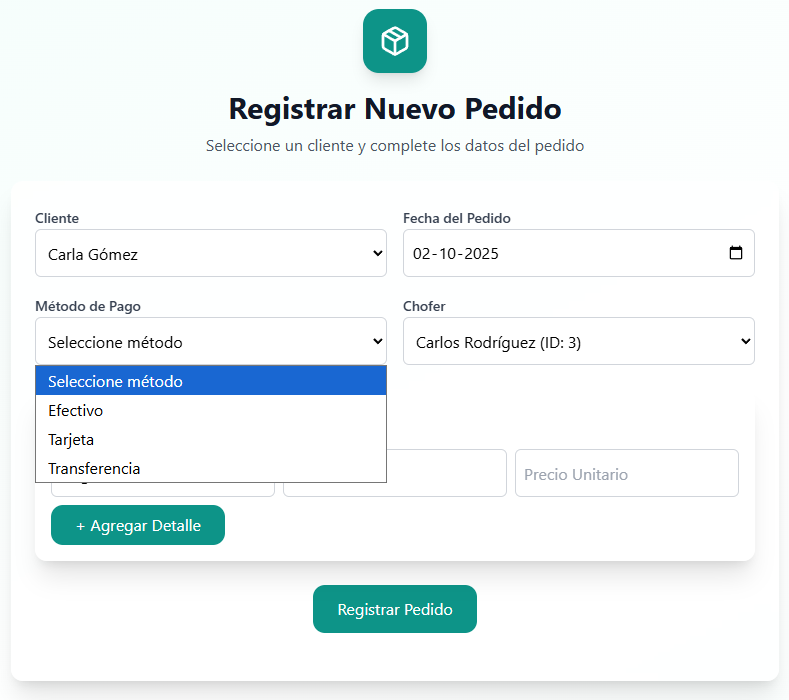 Registrar Nuevo Pedido
Seleccione un cliente y complete los datos del pedido
Cliente
Fecha del Pedido
Carla Gómez
02-10-2025
Método de Pago
Chofer
Seleccione método
Carlos Rodríguez (ID: 3)
Seleccione método
Efectivo
Tarjeta
Transferencia
Precio Unitario
+ Agregar Detalle
Registrar Pedido